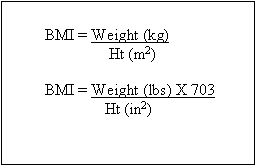 BMI = Weight (kg)
Ht (m²)
BMI = Weight (lbs) X 703
Ht (in²)